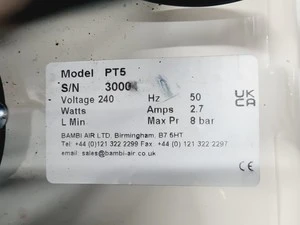 Model PT5
S/N 3000
Voltage 240 Hz 50
Watts Amps 2.7
L Min Max Pr 8 bar
BAMBI AIR LTD, Birmingham, B7 5HT
Tel: +44 (0)121 322 2299 Fax +44 (0) 121 322 2297
email:sales@bambi-air.co.uk
UK
CA